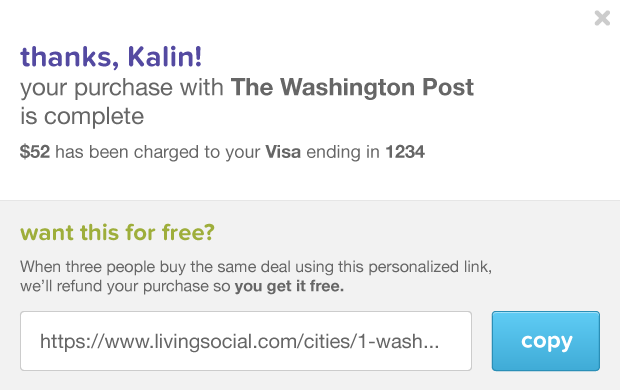 thanks, Kalin!
your purchase with The Washington Post
is complete
$52 has been charged to your Visa ending in 1234
want this for free?
When three people buy the same deal using this personalized link,
we'll refund your purchase so you get it free.
https://www.livingsocial.com/cities/1-wash...
copy